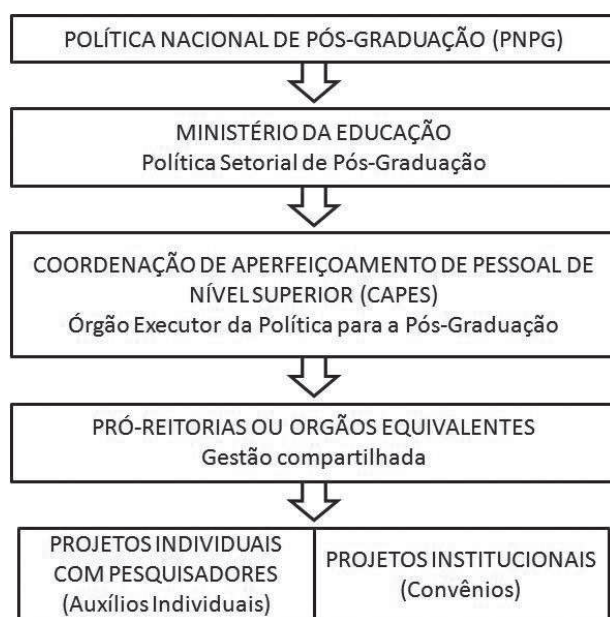 POLÍTICA NACIONAL DE PÓS-GRADUAÇÃO (PNPG)
MINISTÉRIO DA EDUCAÇÃO
Política Setorial de Pós-Graduação
COORDENAÇÃO DE APERFEIÇOAMENTO DE PESSOAL DE
NÍVEL SUPERIOR (CAPES)
Órgão Executor da Política para a Pós-Graduação
PRÓ-REITORIAS OU ORGÃOS EQUIVALENTES
Gestão compartilhada
PROJETOS INDIVIDUAIS
COM PESQUISADORES
(Auxílios Individuais)
PROJETOS INSTITUCIONAIS
(Convênios)